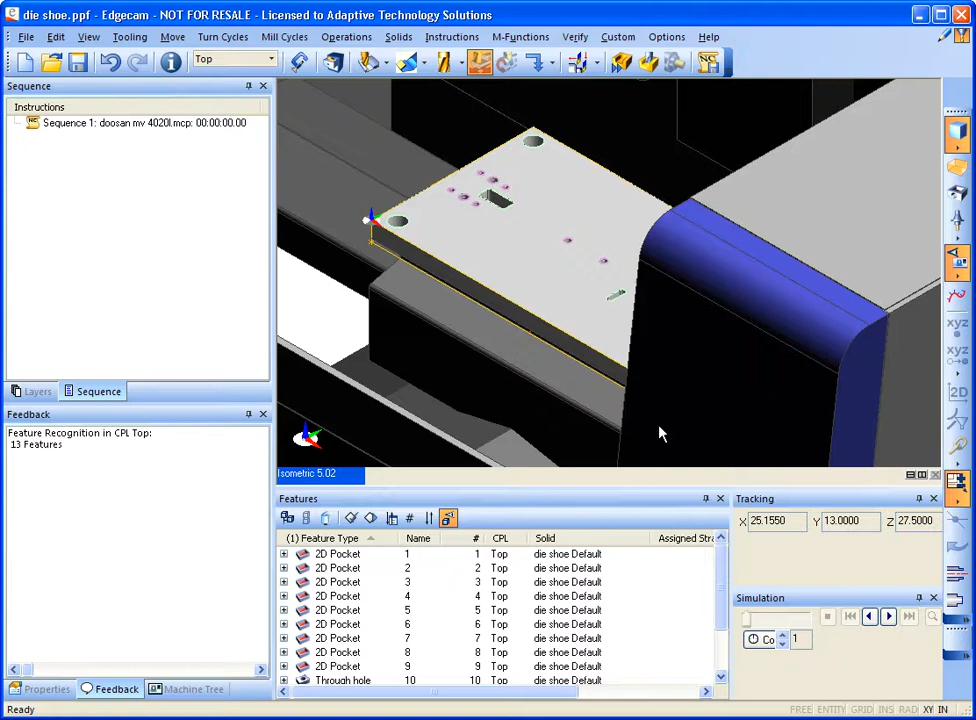 die shoe.ppf - Edgecam - NOT FOR RESALE - Licensed to Adaptive Technology Solutions
File Edit View Tooling Move Turn Cycles Mill Cycles Operations Solids Instructions M-Functions Verify Custom Options Help
Top
Sequence
Instructions
Sequence 1: doosan mv 4020l.mcp: 00:00:00.00
Layers Sequence
Feedback
Feature Recognition in CPL Top:
13 Features
Properties Feedback Machine Tree
Isometric 5.02
Features
(1) Feature Type Name # CPL Solid Assigned Stra
2D Pocket 1 1 Top die shoe Default
2D Pocket 2 2 Top die shoe Default
2D Pocket 3 3 Top die shoe Default
2D Pocket 4 4 Top die shoe Default
2D Pocket 5 5 Top die shoe Default
2D Pocket 6 6 Top die shoe Default
2D Pocket 7 7 Top die shoe Default
2D Pocket 8 8 Top die shoe Default
2D Pocket 9 9 Top die shoe Default
Through hole 10 10 Top die shoe Default
Tracking
X 25.1550 Y 13.0000 Z 27.5000
Simulation
Co 1
xyz
xyz
2D
NC
Ready
FREE ENTITY GRID INS RAD XY IN